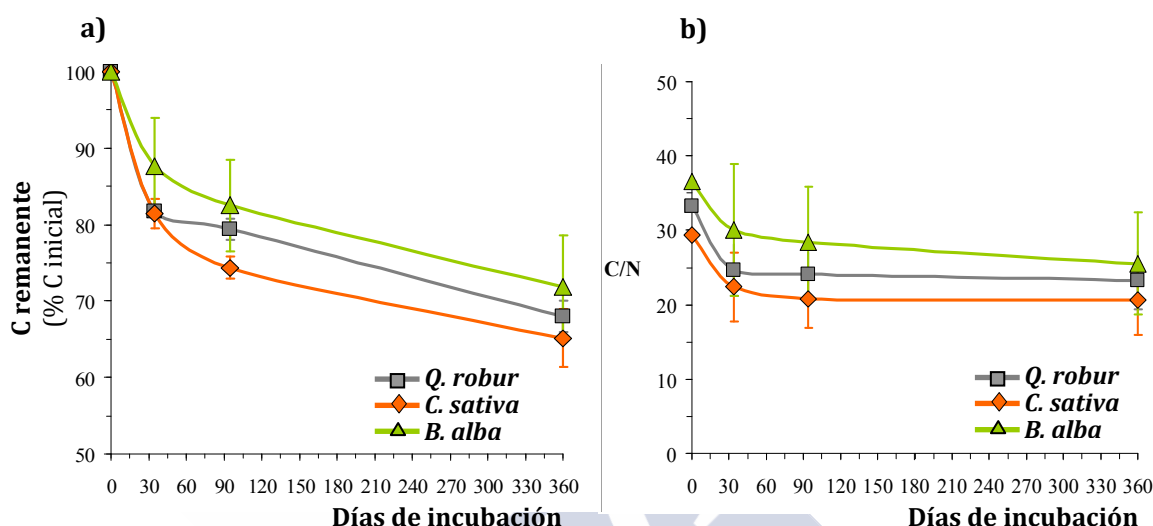 a)
C remanente
(% C inicial)
100
90
80
70
60
50
0 30 60 90 120 150 180 210 240 270 300 330 360
Días de incubación
Q. robur
C. sativa
B. alba
b)
C/N
50
40
30
20
10
0
0 30 60 90 120 150 180 210 240 270 300 330 360
Días de incubación
Q. robur
C. sativa
B. alba